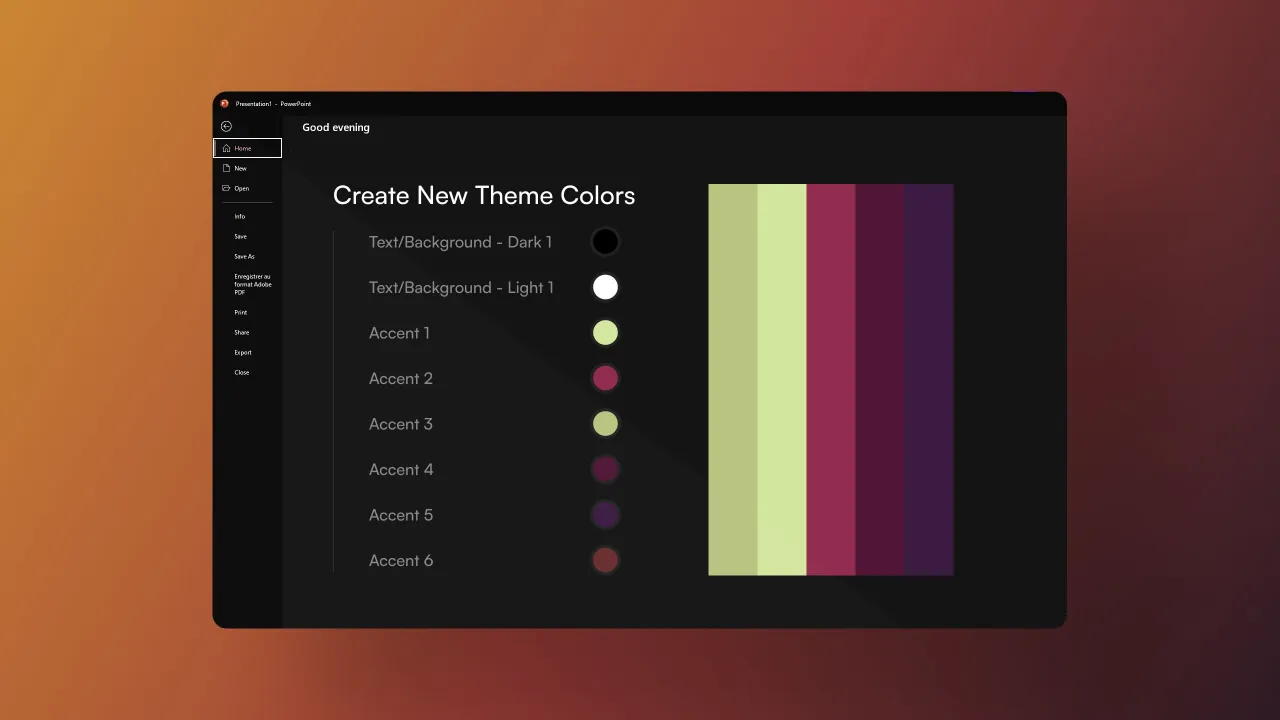 Presentation1 - PowerPoint
Good evening
Home
New
Open
Info
Save
Save As
Enregistrer au
format Adobe
PDF
Print
Share
Export
Close
Create New Theme Colors
Text/Background - Dark 1
Text/Background - Light 1
Accent 1
Accent 2
Accent 3
Accent 4
Accent 5
Accent 6